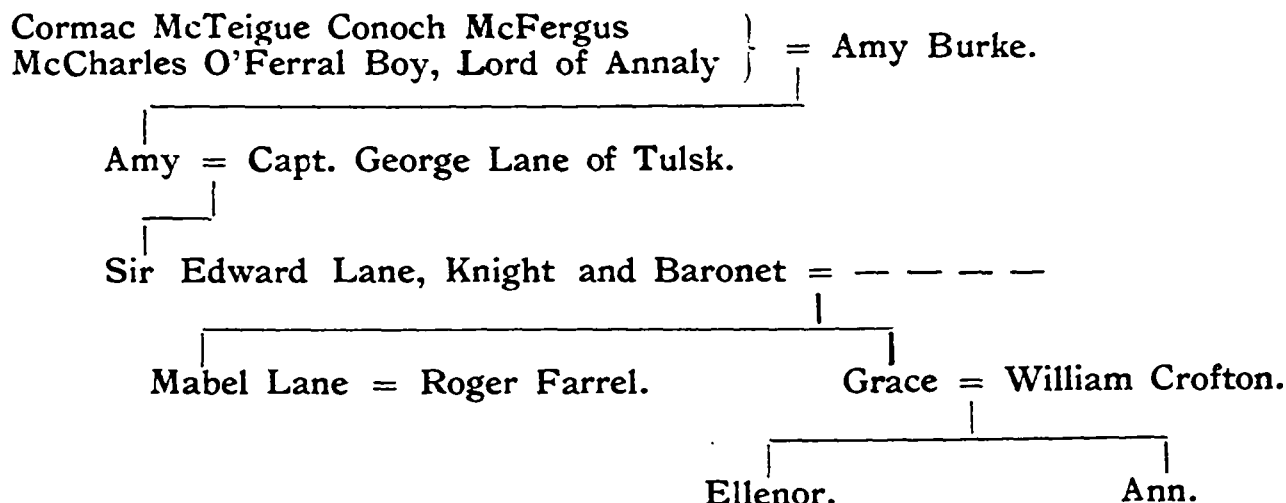 Cormac McTeigue Conoch McFergus
McCharles O'Ferral Boy, Lord of Annaly } = Amy Burke.
Amy = Capt. George Lane of Tulsk.
Sir Edward Lane, Knight and Baronet = — — — —
Mabel Lane = Roger Farrel. Grace = William Crofton.
Ellenor. Ann.